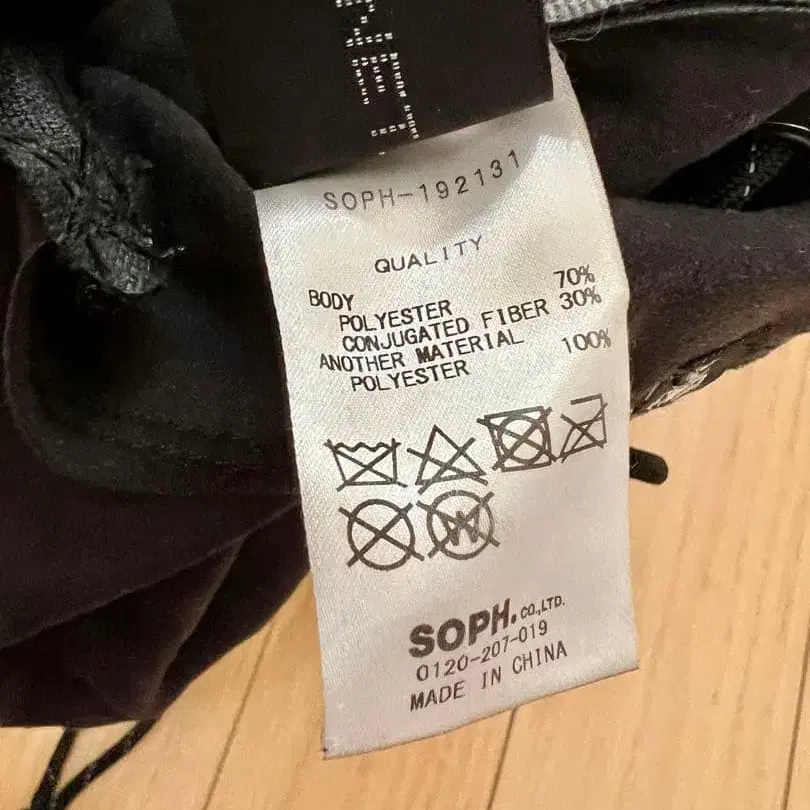 SOPH-192131
QUALITY
BODY
POLYESTER 70%
CONJUGATED FIBER 30%
ANOTHER MATERIAL
POLYESTER 100%
W
SOPH.CO.,LTD.
0120-207-019
MADE IN CHINA